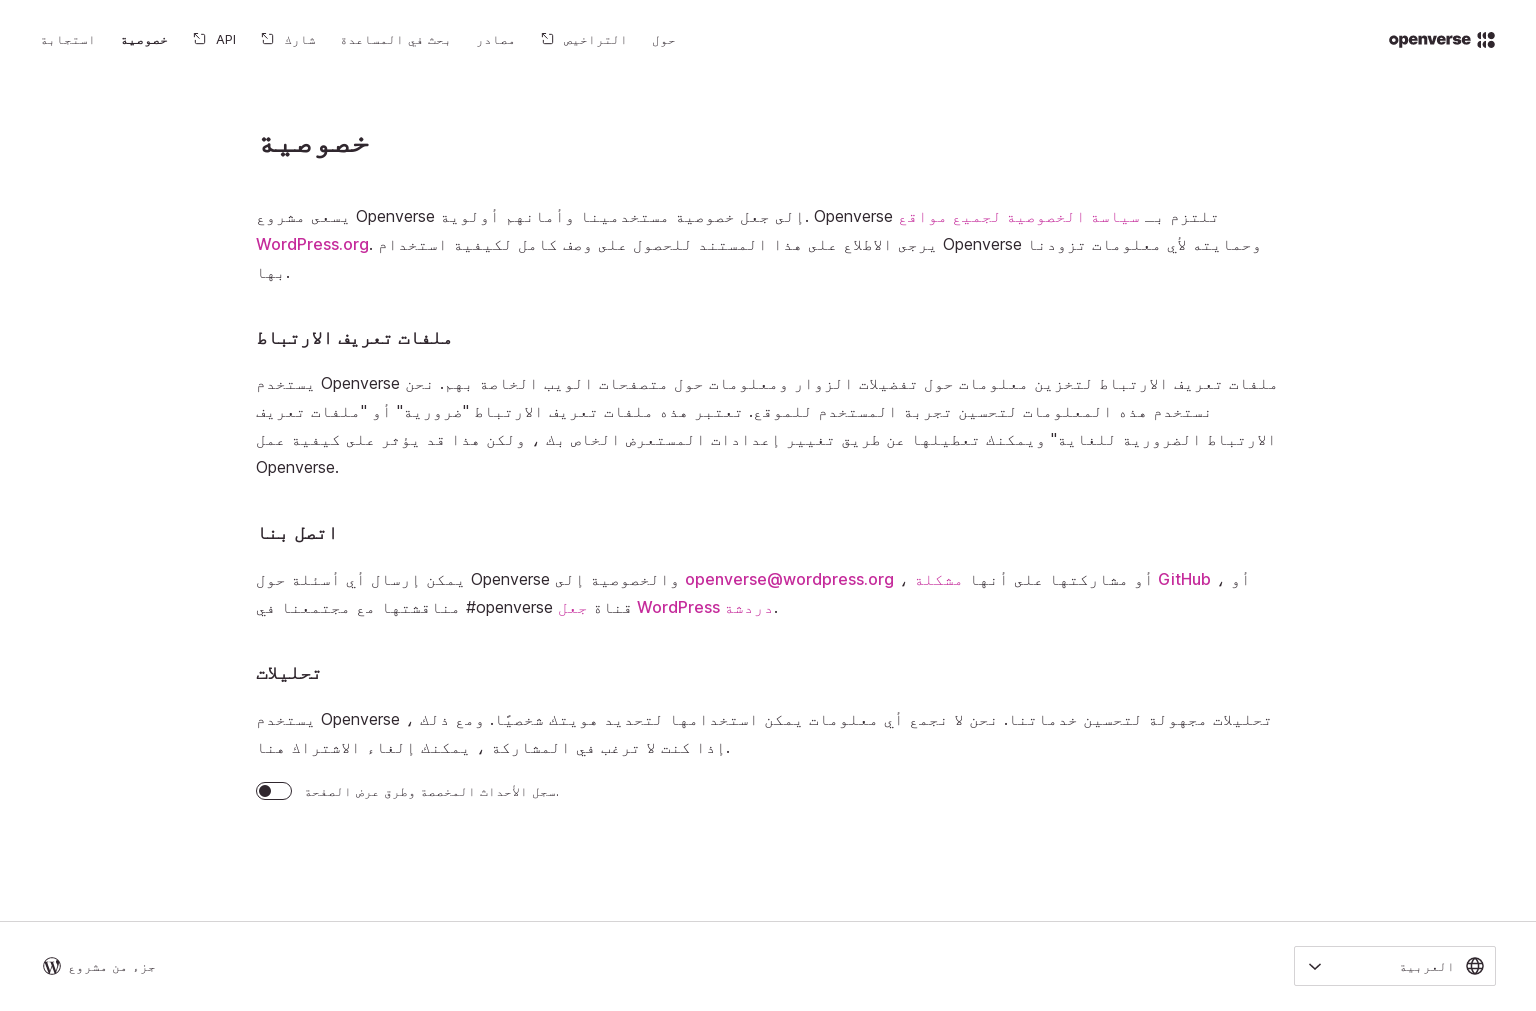 openverse
حول
التراخيص
مصادر
بحث في المساعدة
شارك
API
خصوصية
استجابة
خصوصية
يسعى مشروع Openverse إلى جعل خصوصية مستخدمينا وأمانهم أولوية. Openverse تلتزم بـ سياسة الخصوصية لجميع مواقع
WordPress.org. يرجى الاطلاع على هذا المستند للحصول على وصف كامل لكيفية استخدام Openverse وحمايته لأي معلومات تزودنا
بها.
ملفات تعريف الارتباط
يستخدم Openverse ملفات تعريف الارتباط لتخزين معلومات حول تفضيلات الزوار ومعلومات حول متصفحات الويب الخاصة بهم. نحن
نستخدم هذه المعلومات لتحسين تجربة المستخدم للموقع. تعتبر هذه ملفات تعريف الارتباط "ضرورية" أو "ملفات تعريف
الارتباط الضرورية للغاية" ويمكنك تعطيلها عن طريق تغيير إعدادات المستعرض الخاص بك ، ولكن هذا قد يؤثر على كيفية عمل
Openverse.
اتصل بنا
يمكن إرسال أي أسئلة حول Openverse والخصوصية إلى openverse@wordpress.org ، أو مشاركتها على أنها مشكلة GitHub ، أو
مناقشتها مع مجتمعنا في #openverse قناة جعل WordPress دردشة.
تحليلات
يستخدم Openverse تحليلات مجهولة لتحسين خدماتنا. نحن لا نجمع أي معلومات يمكن استخدامها لتحديد هويتك شخصيًا. ومع ذلك ،
إذا كنت لا ترغب في المشاركة ، يمكنك إلغاء الاشتراك هنا.
سجل الأحداث المخصصة وطرق عرض الصفحة.
العربية
جزء من مشروع